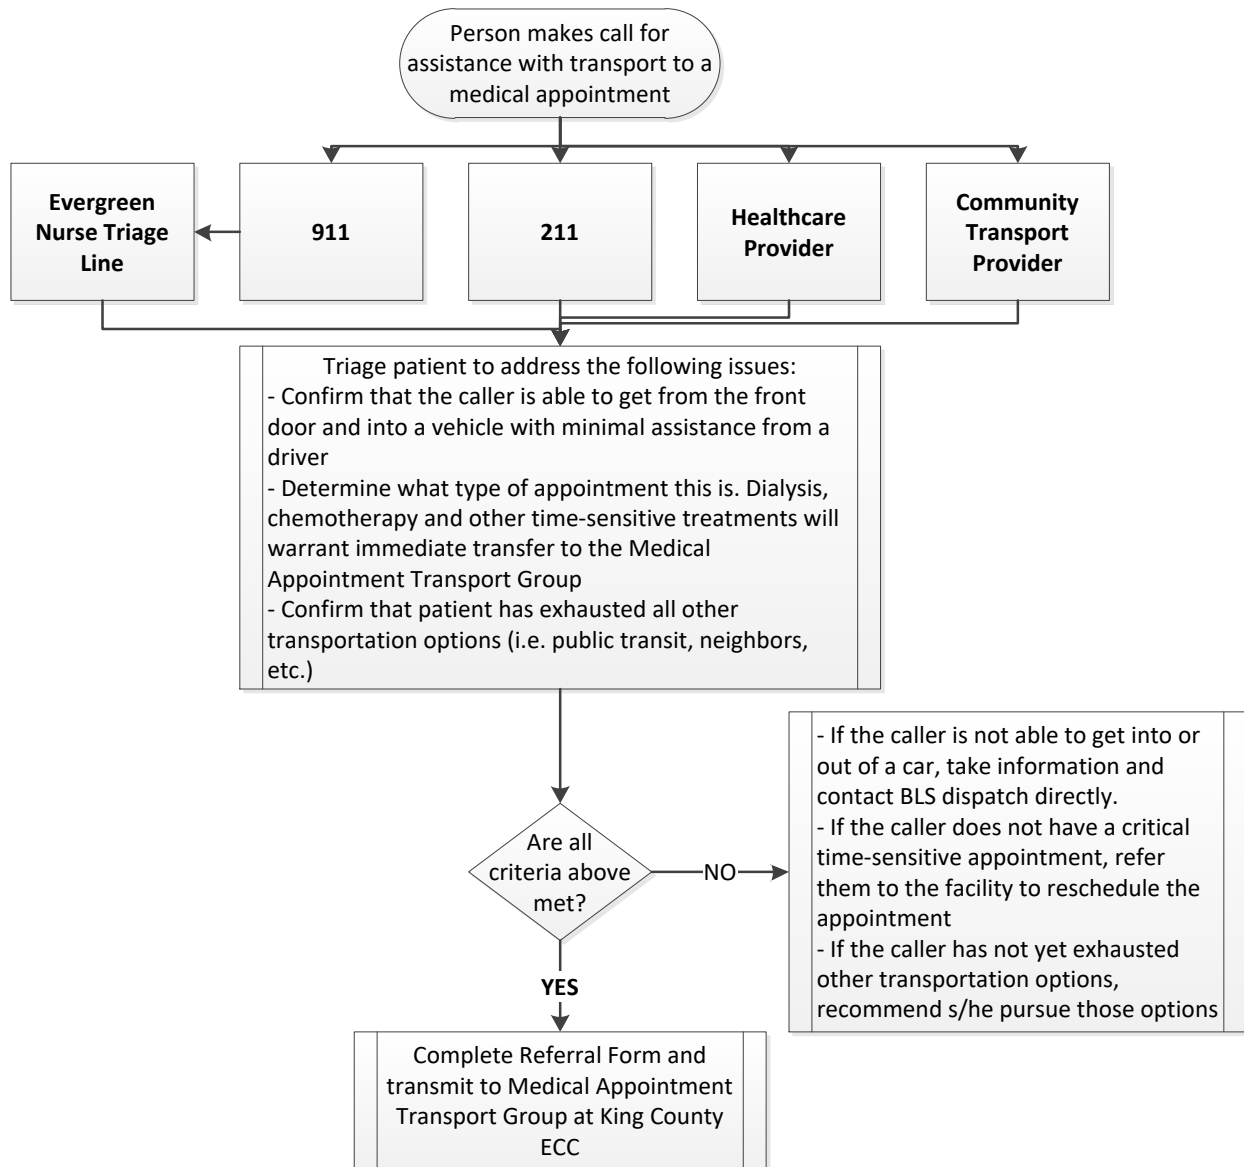 Person makes call for
assistance with transport to a
medical appointment
Evergreen
Nurse Triage
Line
911
211
Healthcare
Provider
Community
Transport
Provider
Triage patient to address the following issues:
- Confirm that the caller is able to get from the front
door and into a vehicle with minimal assistance from a
driver
- Determine what type of appointment this is. Dialysis,
chemotherapy and other time-sensitive treatments will
warrant immediate transfer to the Medical
Appointment Transport Group
- Confirm that patient has exhausted all other
transportation options (i.e. public transit, neighbors,
etc.)
Are all
criteria above
met?
NO
- If the caller is not able to get into or
out of a car, take information and
contact BLS dispatch directly.
- If the caller does not have a critical
time-sensitive appointment, refer
them to the facility to reschedule the
appointment
- If the caller has not yet exhausted
other transportation options,
recommend s/he pursue those options
YES
Complete Referral Form and
transmit to Medical Appointment
Transport Group at King County
ECC